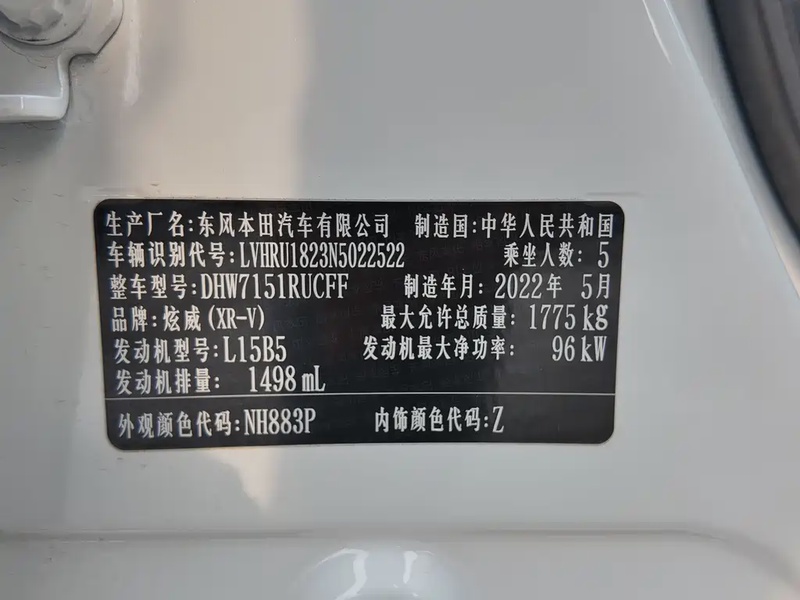 生产厂名:东风本田汽车有限公司 制造国:中华人民共和国
车辆识别代号:LVHRU1823N5022522 乘坐人数:5
整车型号:DHW7151RUCFF 制造年月:2022年 5月
品牌:炫威(XR-V) 最大允许总质量:1775kg
发动机型号:L15B5 发动机最大净功率: 96kW
发动机排量: 1498mL
外观颜色代码:NH883P 内饰颜色代码:Z